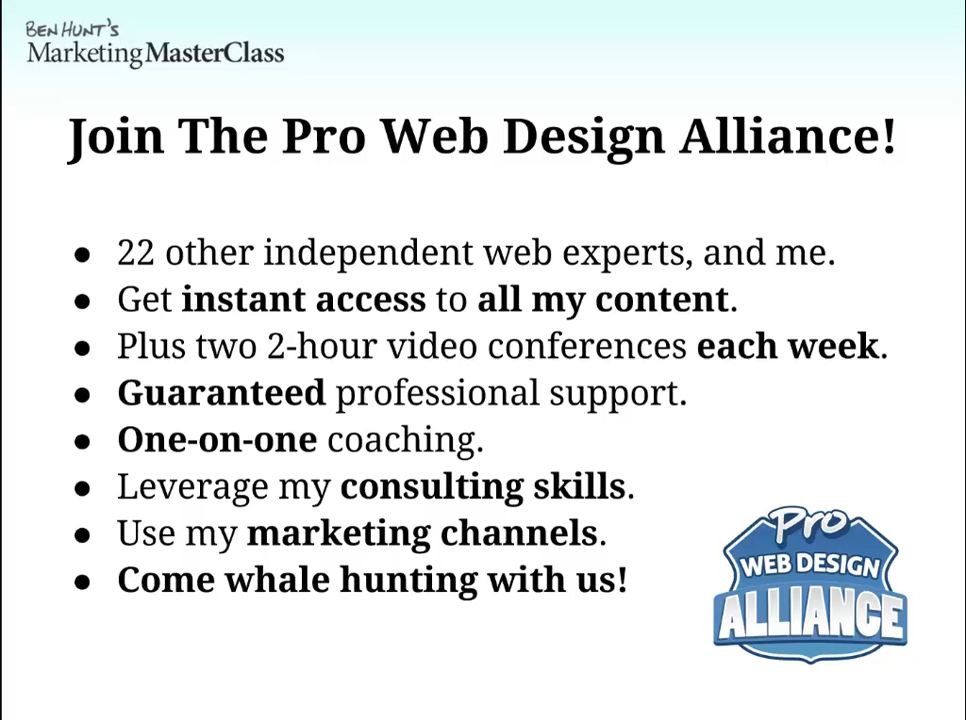 BEN HUNT'S
Marketing MasterClass
Join The Pro Web Design Alliance!
● 22 other independent web experts, and me.
● Get instant access to all my content.
● Plus two 2-hour video conferences each week.
● Guaranteed professional support.
● One-on-one coaching.
● Leverage my consulting skills.
● Use my marketing channels.
● Come whale hunting with us!
Pro
WEB DESIGN
ALLIANCE